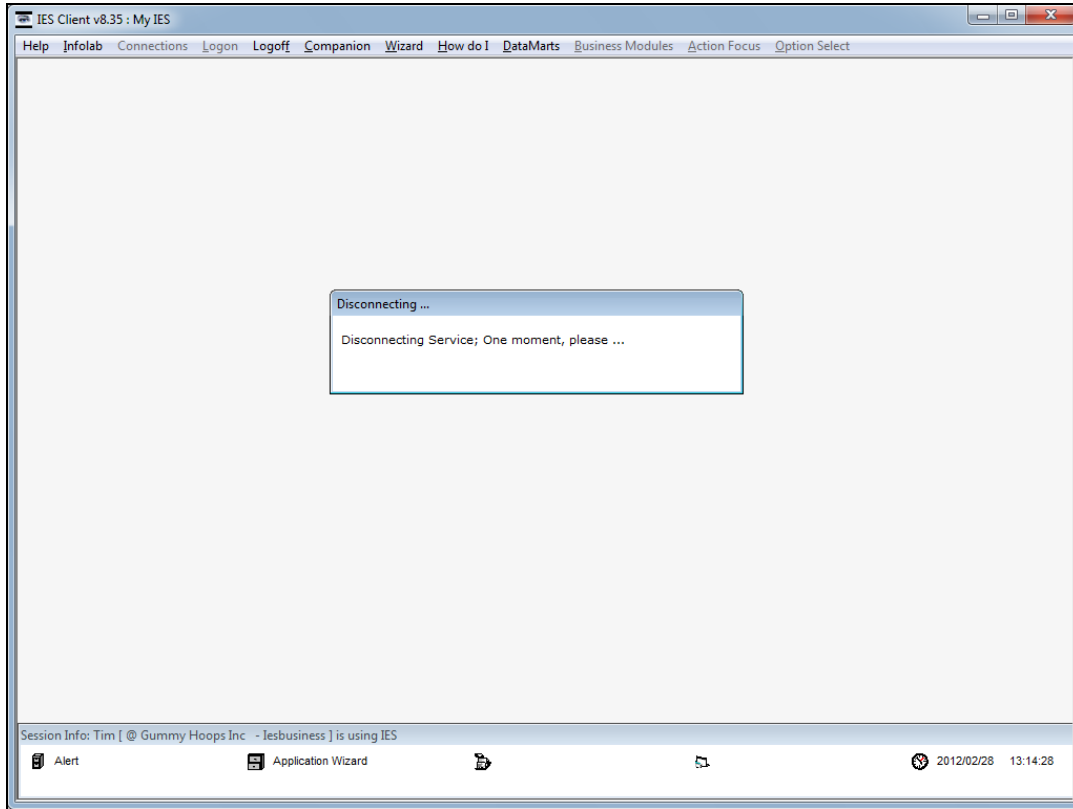 IES Client v8.35 : My IES
Help Infolab Connections Logon Logoff Companion Wizard How do I DataMarts Business Modules Action Focus Option Select
Disconnecting ...
Disconnecting Service; One moment, please ...
Session Info: Tim [ @ Gummy Hoops Inc - Iesbusiness ] is using IES
Alert Application Wizard 2012/02/28 13:14:28